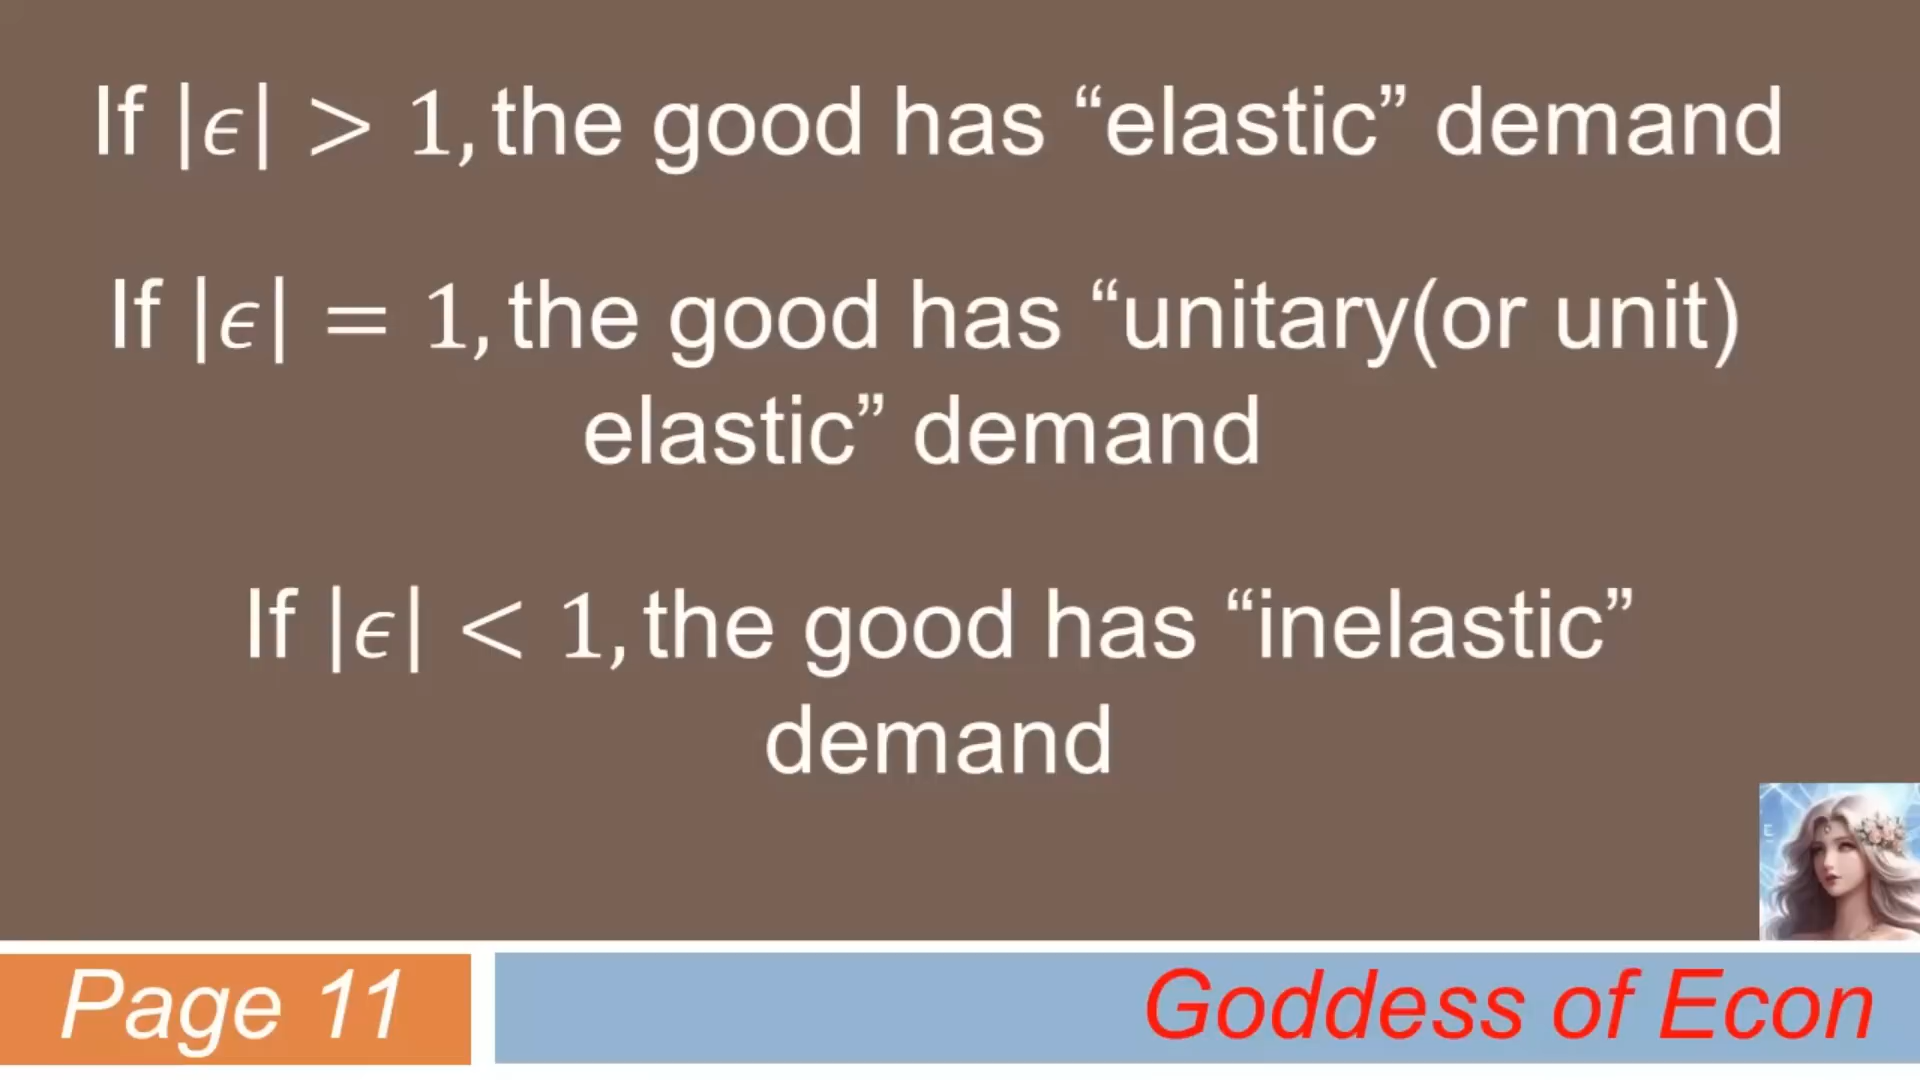 If |ϵ| > 1, the good has “elastic” demand
If |ϵ| = 1, the good has “unitary(or unit)
elastic” demand
If |ϵ| < 1, the good has “inelastic”
demand
E
Page 11
Goddess of Econ